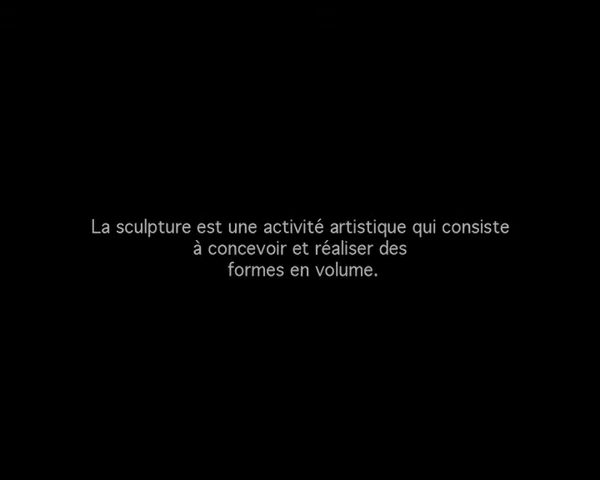 La sculpture est une activité artistique qui consiste
à concevoir et réaliser des
formes en volume.